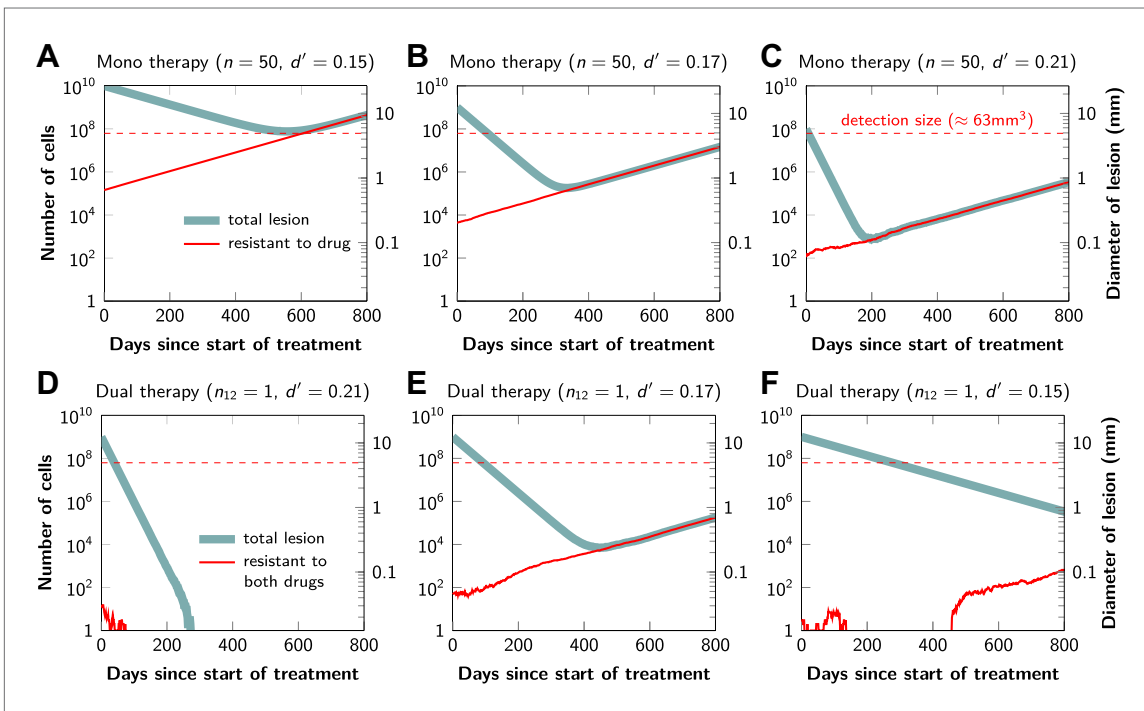 A
Mono therapy (n = 50, d′ = 0.15)
B
Mono therapy (n = 50, d′ = 0.17)
C
Mono therapy (n = 50, d′ = 0.21)
Number of cells
10^10
10^8
10^6
10^4
10^2
1
0 200 400 600 800
10
1
0.1
total lesion
resistant to drug
Days since start of treatment
10^10
10^8
10^6
10^4
10^2
1
0 200 400 600 800
10
1
0.1
Days since start of treatment
10^10
10^8
10^6
10^4
10^2
1
0 200 400 600 800
10
1
0.1
detection size (≈ 63mm³)
Days since start of treatment
Diameter of lesion (mm)
D
Dual therapy (n₁₂ = 1, d′ = 0.21)
E
Dual therapy (n₁₂ = 1, d′ = 0.17)
F
Dual therapy (n₁₂ = 1, d′ = 0.15)
Number of cells
10^10
10^8
10^6
10^4
10^2
1
0 200 400 600 800
10
1
0.1
total lesion
resistant to
both drugs
Days since start of treatment
10^10
10^8
10^6
10^4
10^2
1
0 200 400 600 800
10
1
0.1
Days since start of treatment
10^10
10^8
10^6
10^4
10^2
1
0 200 400 600 800
10
1
0.1
Days since start of treatment
Diameter of lesion (mm)